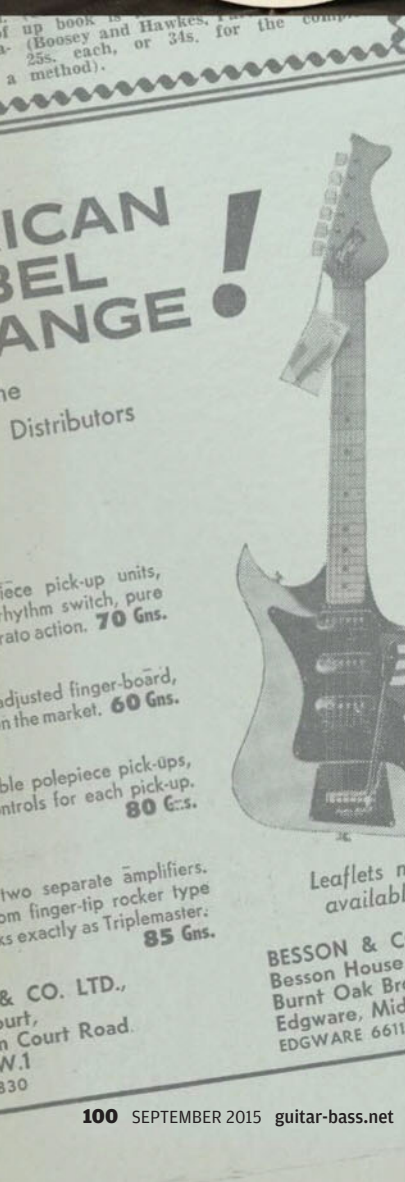 of up book is
a- (Boosey and Hawkes,
25s. each, or 34s. for the
a method).
ICAN
BEL
ANGE!
ne
Distributors
iece pick-up units,
rhythm switch, pure
rato action. 70 Gns.
adjusted finger-board,
n the market. 60 Gns.
ble polepiece pick-ups,
ntrols for each pick-up.
80 Gns.
two separate amplifiers.
om finger-tip rocker type
ks exactly as Triplemaster.
85 Gns.
& CO. LTD.,
ourt,
n Court Road.
W.1
330
Leaflets n
availabl
BESSON & C
Besson House
Burnt Oak Bro
Edgware, Mid
EDGWARE 6611
100 SEPTEMBER 2015 guitar-bass.net